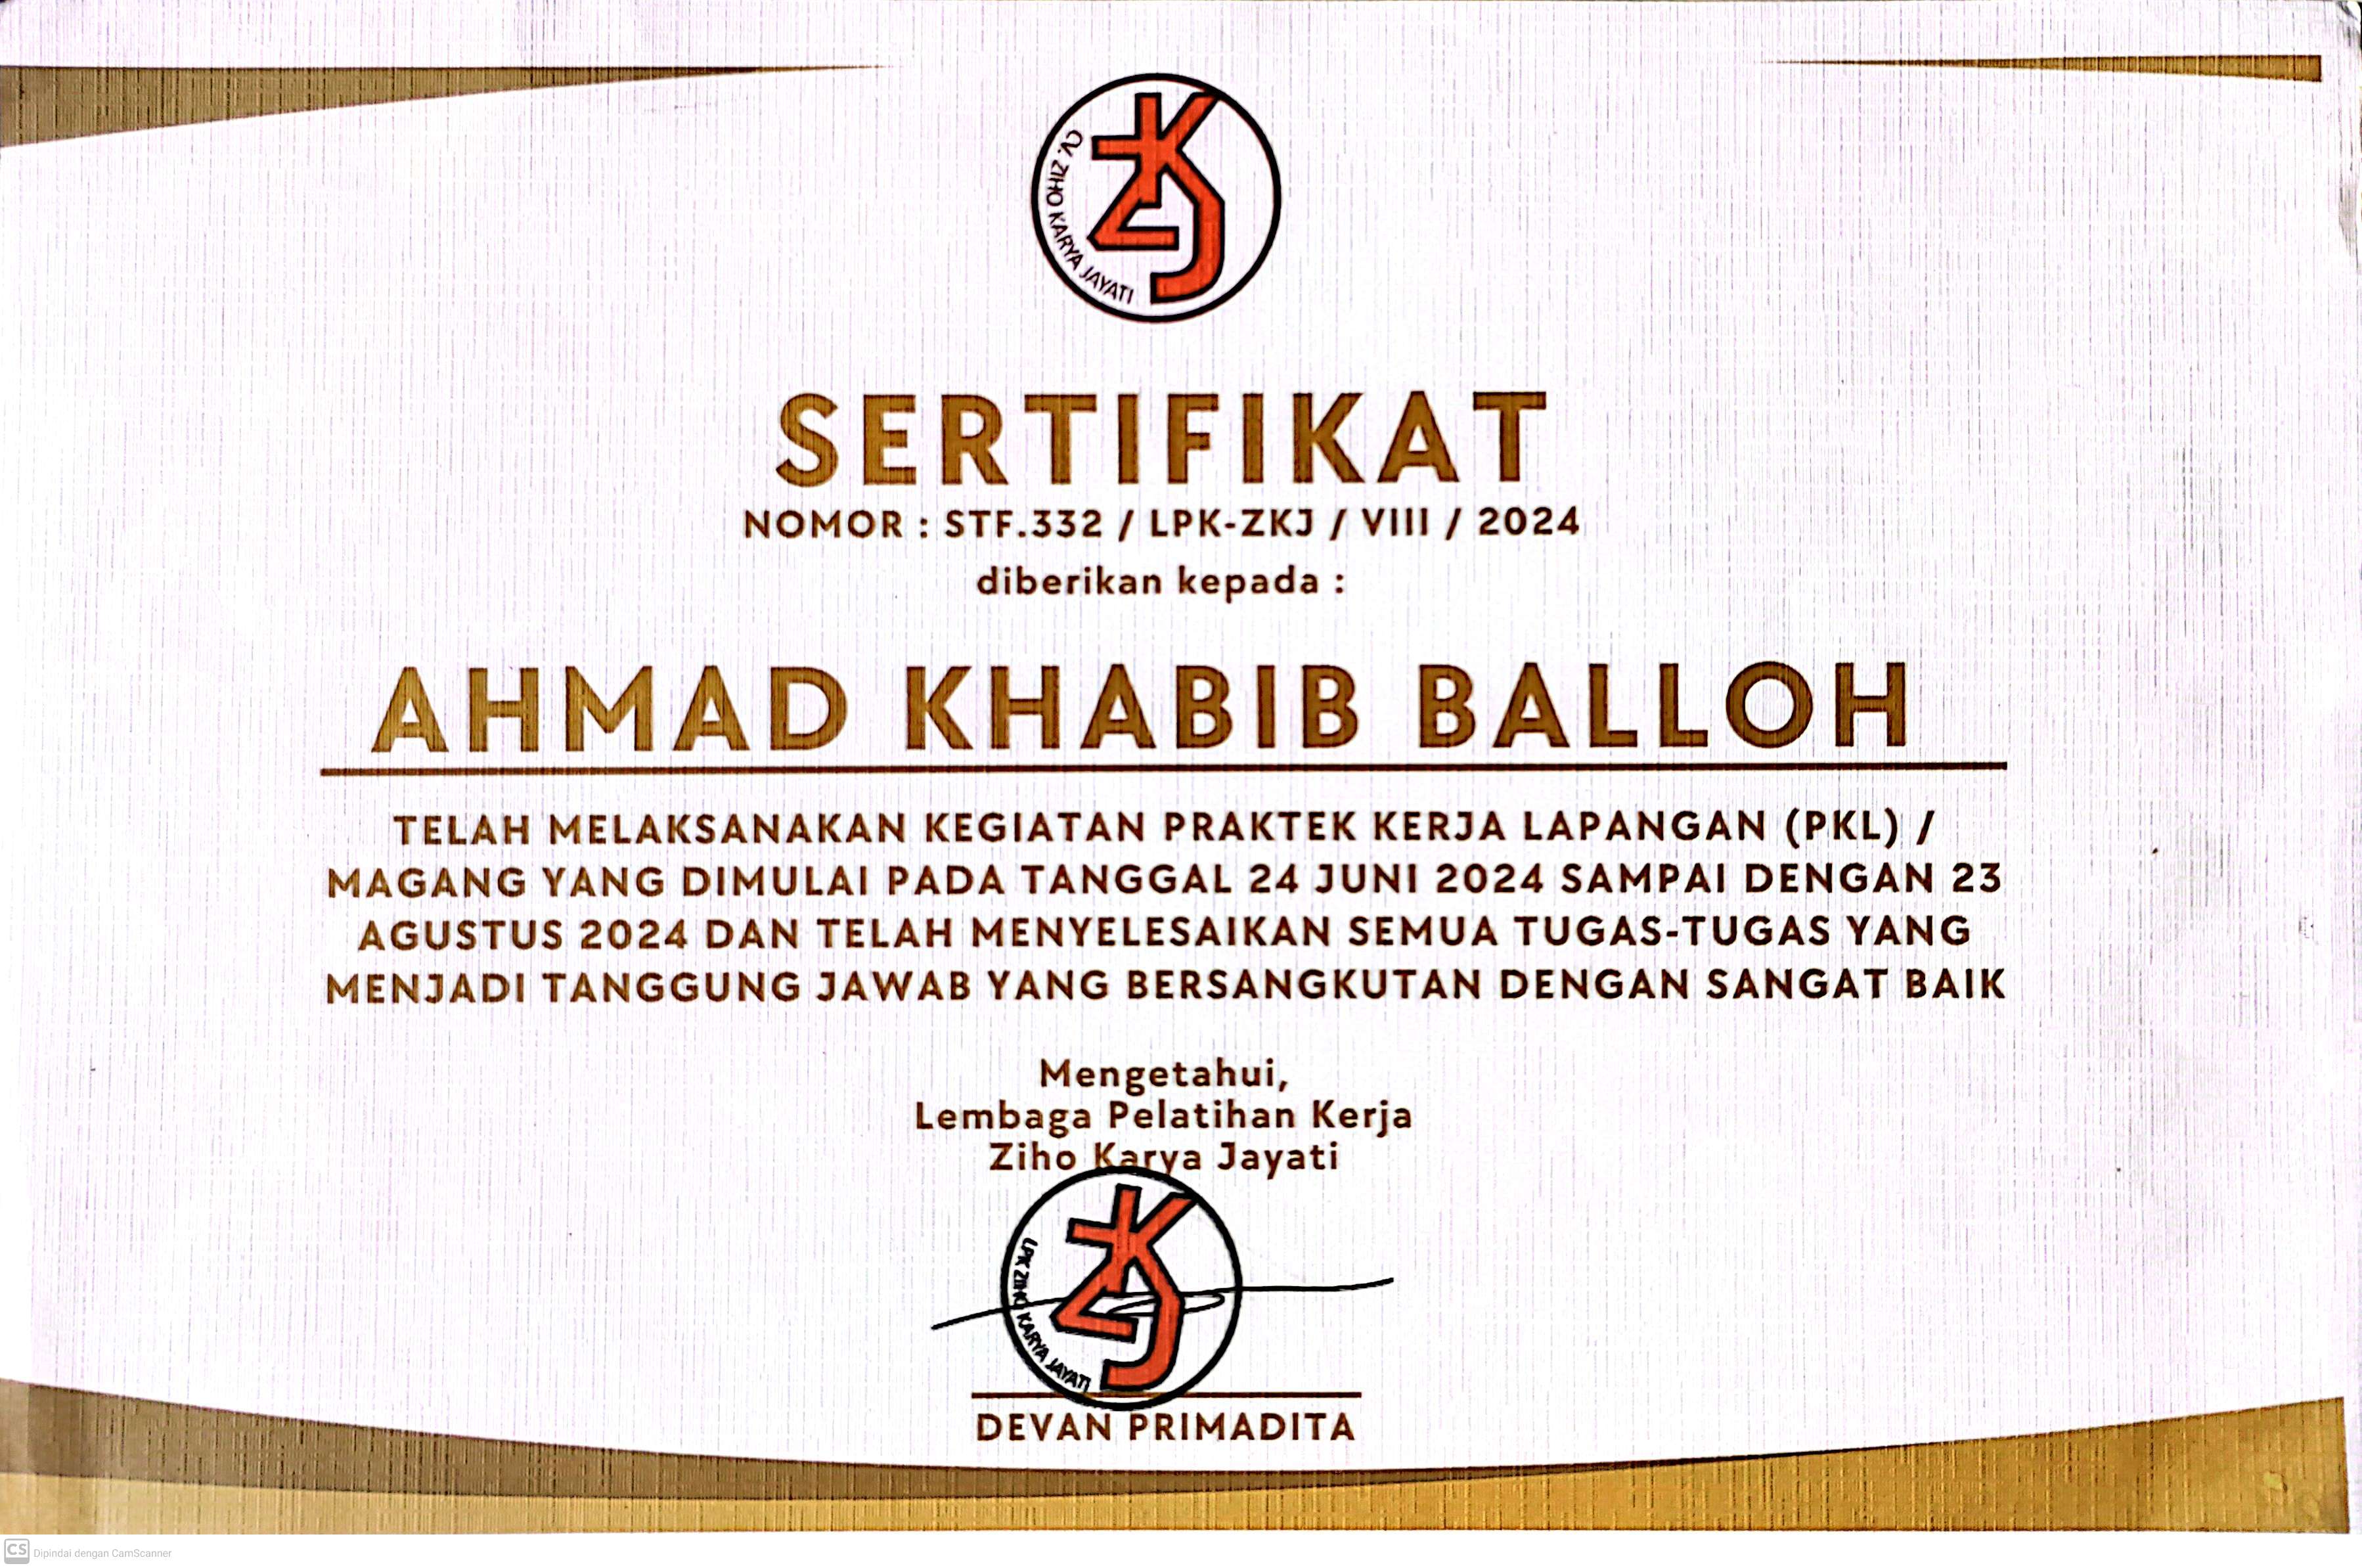 CV. ZIHO KARYA JAYATI
ZKJ
SERTIFIKAT
NOMOR : STF.332 / LPK-ZKJ / VIII / 2024
diberikan kepada :
AHMAD KHABIB BALLOH
TELAH MELAKSANAKAN KEGIATAN PRAKTEK KERJA LAPANGAN (PKL) /
MAGANG YANG DIMULAI PADA TANGGAL 24 JUNI 2024 SAMPAI DENGAN 23
AGUSTUS 2024 DAN TELAH MENYELESAIKAN SEMUA TUGAS-TUGAS YANG
MENJADI TANGGUNG JAWAB YANG BERSANGKUTAN DENGAN SANGAT BAIK
Mengetahui,
Lembaga Pelatihan Kerja
Ziho Karya Jayati
LPK ZIHO KARYA JAYATI
ZKJ
DEVAN PRIMADITA
CS Dipindai dengan CamScanner